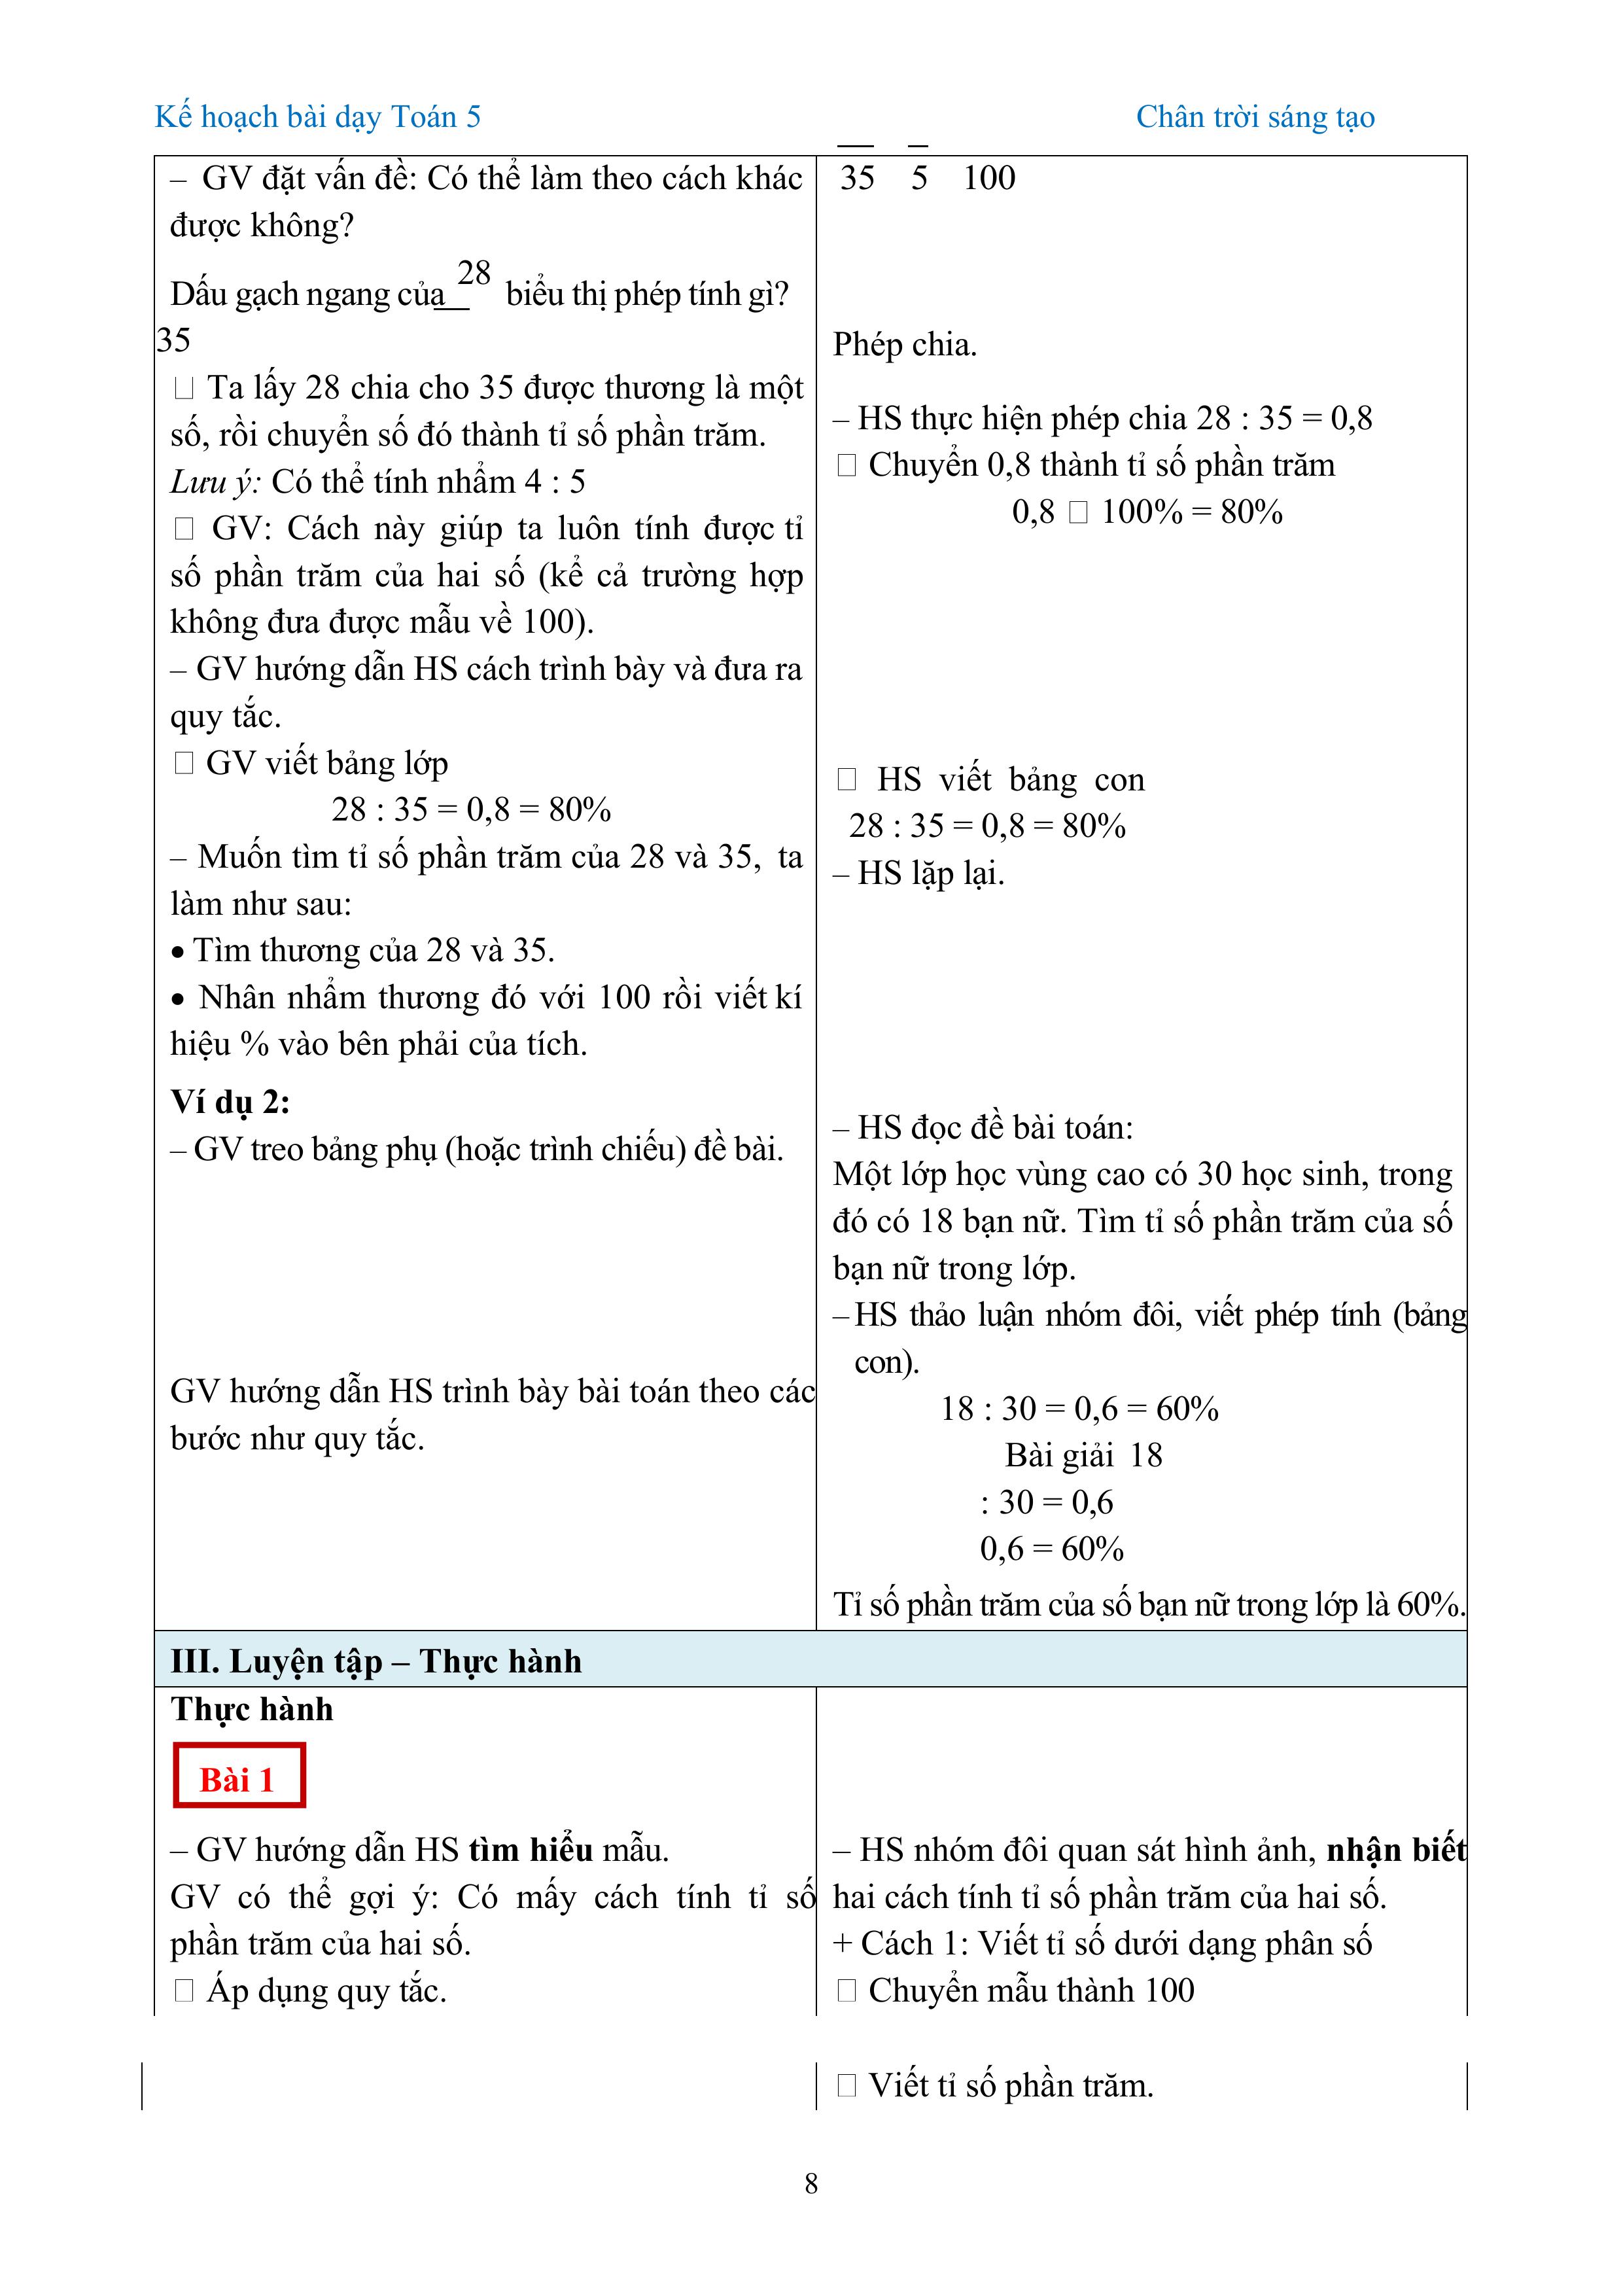 Kế hoạch bài dạy Toán 5
Chân trời sáng tạo
– GV đặt vấn đề: Có thể làm theo cách khác
được không?
28
Dấu gạch ngang của biểu thị phép tính gì?
35
Ta lấy 28 chia cho 35 được thương là một
số, rồi chuyển số đó thành tỉ số phần trăm.
Lưu ý: Có thể tính nhẩm 4 : 5
GV: Cách này giúp ta luôn tính được tỉ
số phần trăm của hai số (kể cả trường hợp
không đưa được mẫu về 100).
– GV hướng dẫn HS cách trình bày và đưa ra
quy tắc.
GV viết bảng lớp
28 : 35 = 0,8 = 80%
– Muốn tìm tỉ số phần trăm của 28 và 35, ta
làm như sau:
• Tìm thương của 28 và 35.
• Nhân nhẩm thương đó với 100 rồi viết kí
hiệu % vào bên phải của tích.
Ví dụ 2:
– GV treo bảng phụ (hoặc trình chiếu) đề bài.
GV hướng dẫn HS trình bày bài toán theo các
bước như quy tắc.
35 5 100
Phép chia.
– HS thực hiện phép chia 28 : 35 = 0,8
Chuyển 0,8 thành tỉ số phần trăm
0,8 □ 100% = 80%
HS viết bảng con
28 : 35 = 0,8 = 80%
– HS lặp lại.
– HS đọc đề bài toán:
Một lớp học vùng cao có 30 học sinh, trong
đó có 18 bạn nữ. Tìm tỉ số phần trăm của số
bạn nữ trong lớp.
– HS thảo luận nhóm đôi, viết phép tính (bảng
con).
18 : 30 = 0,6 = 60%
Bài giải 18
: 30 = 0,6
0,6 = 60%
Tỉ số phần trăm của số bạn nữ trong lớp là 60%.
III. Luyện tập – Thực hành
Thực hành
Bài 1
– GV hướng dẫn HS tìm hiểu mẫu.
GV có thể gợi ý: Có mấy cách tính tỉ số
phần trăm của hai số.
Áp dụng quy tắc.
– HS nhóm đôi quan sát hình ảnh, nhận biết
hai cách tính tỉ số phần trăm của hai số.
+ Cách 1: Viết tỉ số dưới dạng phân số
Chuyển mẫu thành 100
Viết tỉ số phần trăm.
8